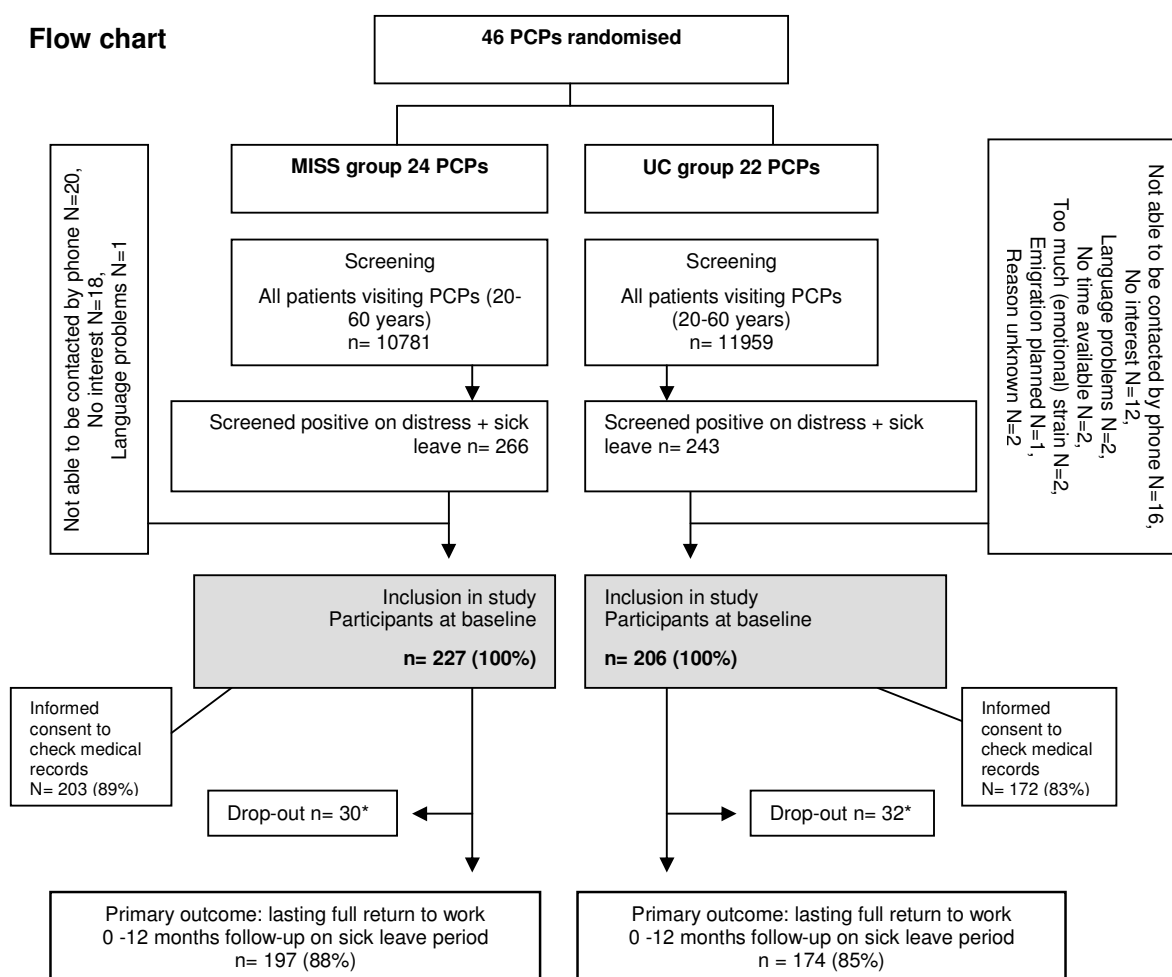 Flow chart
46 PCPs randomised
MISS group 24 PCPs
UC group 22 PCPs
Not able to be contacted by phone N=20,
No interest N=18,
Language problems N=1
Not able to be contacted by phone N=16,
No interest N=12,
Language problems N=2,
No time available N=2,
Too much (emotional) strain N=2,
Emigration planned N=1,
Reason unknown N=2
Screening
All patients visiting PCPs (20-
60 years)
n= 10781
Screening
All patients visiting PCPs
(20-60 years)
n= 11959
Screened positive on distress + sick
leave n= 266
Screened positive on distress + sick
leave n= 243
Inclusion in study
Participants at baseline
n= 227 (100%)
Inclusion in study
Participants at baseline
n= 206 (100%)
Informed
consent to
check medical
records
N= 203 (89%)
Informed
consent to
check medical
records
N= 172 (83%)
Drop-out n= 30*
Drop-out n= 32*
Primary outcome: lasting full return to work
0 -12 months follow-up on sick leave period
n= 197 (88%)
Primary outcome: lasting full return to work
0 -12 months follow-up on sick leave period
n = 174 (85%)